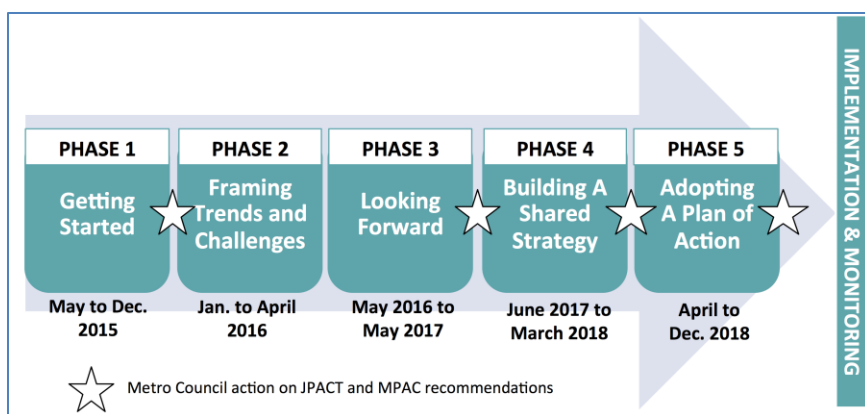 PHASE 1
Getting
Started
May to Dec.
2015
PHASE 2
Framing
Trends and
Challenges
Jan. to April
2016
PHASE 3
Looking
Forward
May 2016 to
May 2017
PHASE 4
Building A
Shared
Strategy
June 2017 to
March 2018
PHASE 5
Adopting
A Plan of
Action
April to
Dec. 2018
IMPLEMENTATION & MONITORING
Metro Council action on JPACT and MPAC recommendations